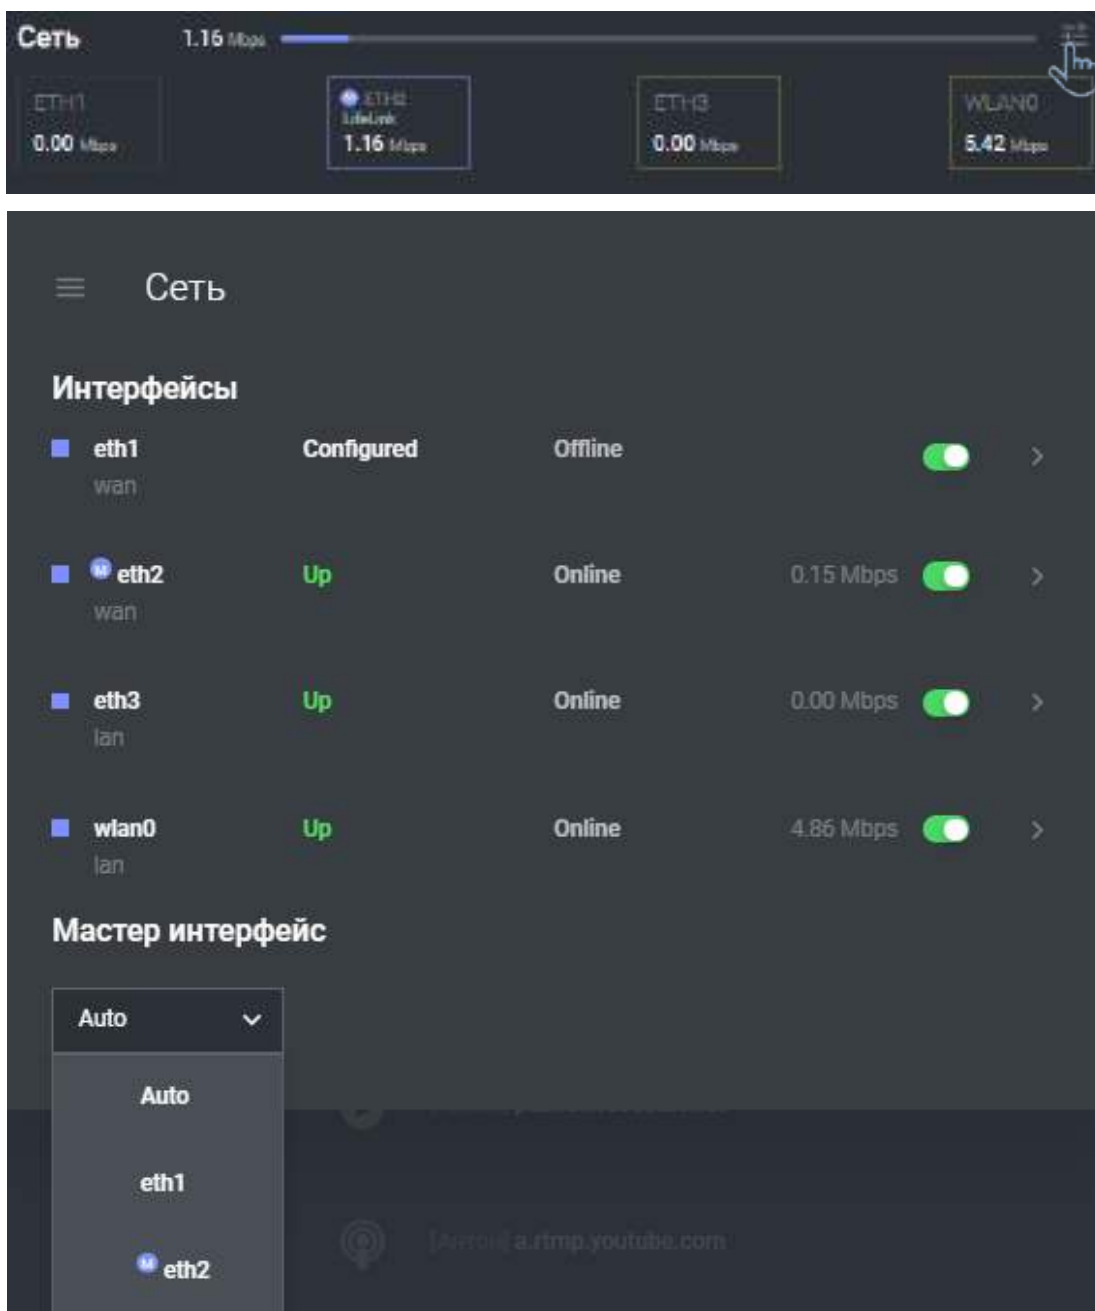 Сеть 1.16 Mbps
ETH1 M ETH2 ETH3 WLAN0
LifeLink
0.00 Mbps 1.16 Mbps 0.00 Mbps 5.42 Mbps
Сеть
Интерфейсы
eth1 Configured Offline
wan
M eth2 Up Online 0.15 Mbps
wan
eth3 Up Online 0.00 Mbps
lan
wlan0 Up Online 4.86 Mbps
lan
Мастер интерфейс
Auto
Auto
eth1
[Антон] a.rtmp.youtube.com
M eth2